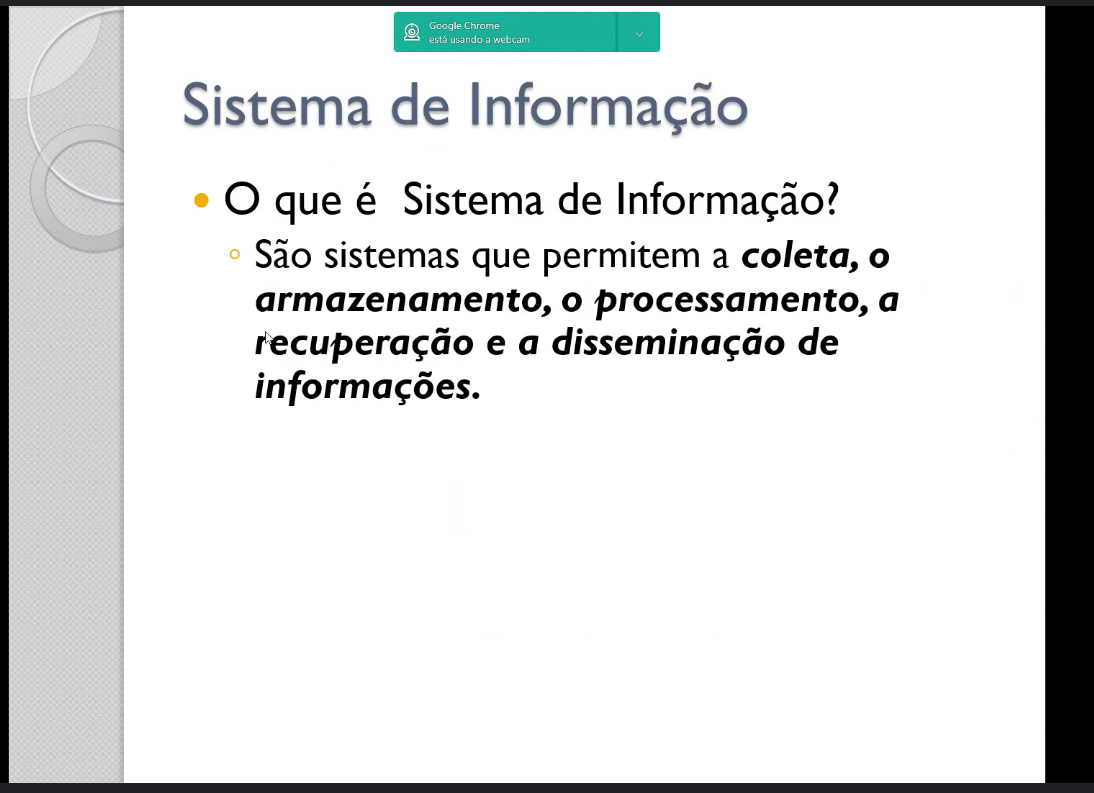 Google Chrome
está usando a webcam
Sistema de Informação
O que é  Sistema de Informação?
São sistemas que permitem a coleta, o
armazenamento, o processamento, a
recuperação e a disseminação de
informações.